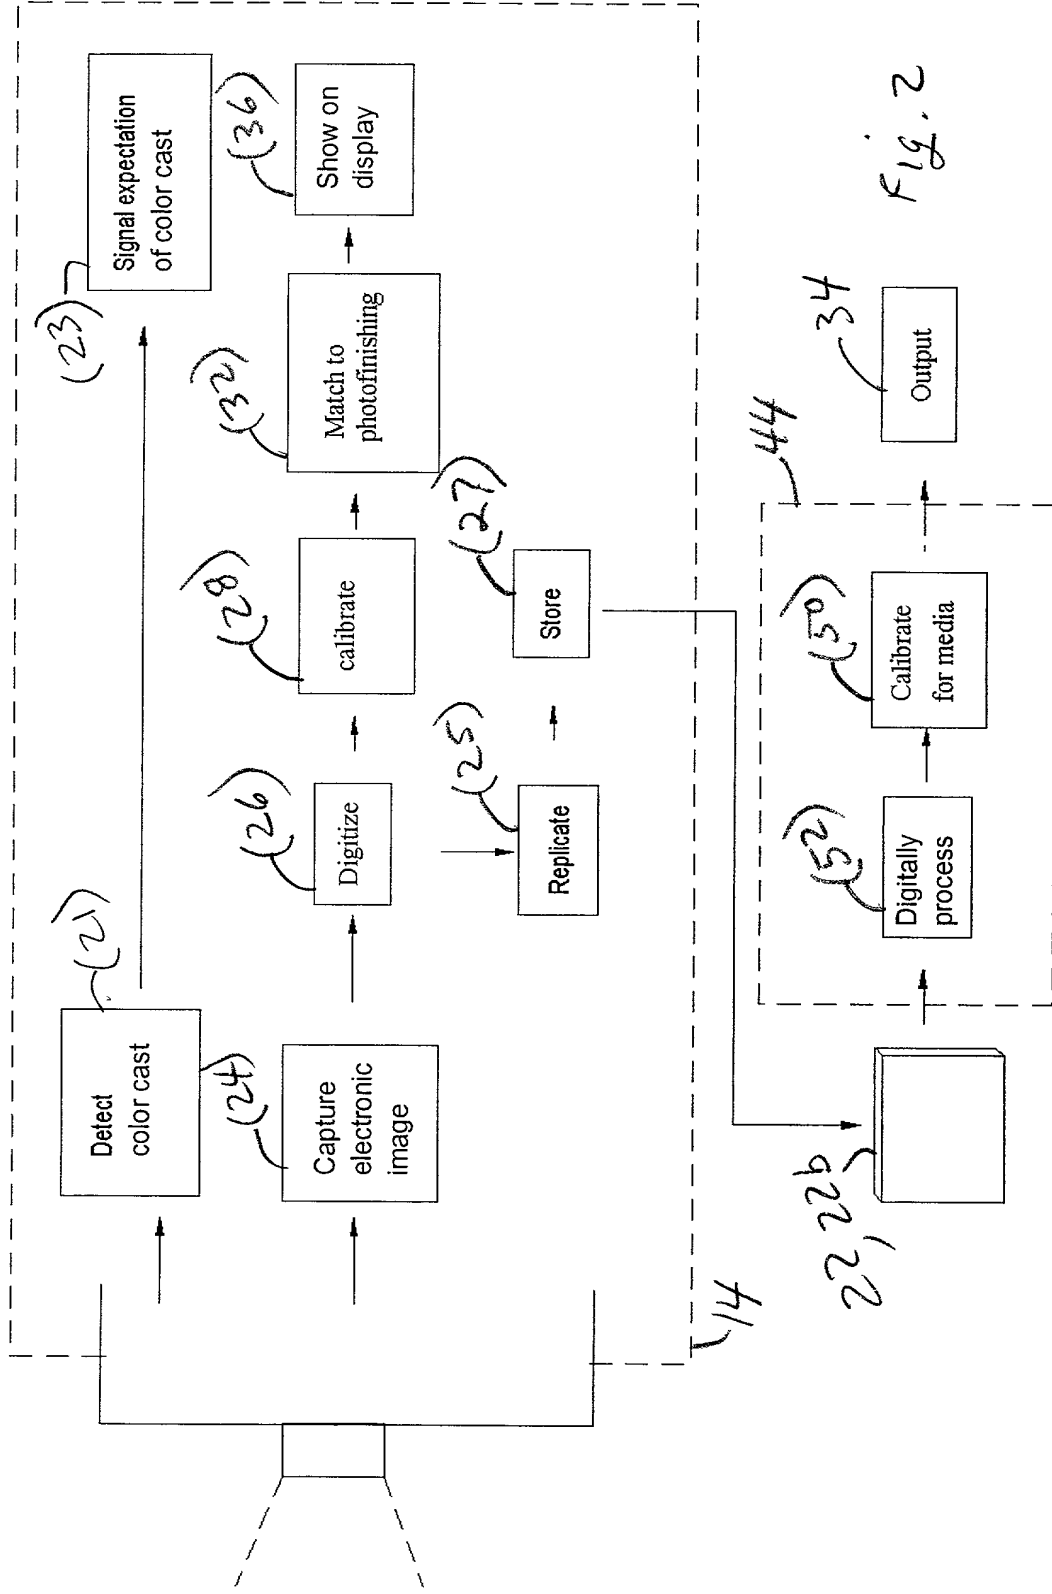 Detect
color cast
(21)
Signal expectation
of color cast
(23)
Capture
electronic
image
(24)
Digitize
(26)
calibrate
(28)
Match to
photofinishing
(32)
Show on
display
(36)
Replicate
(25)
Store
(27)
14
22, 22b
Digitally
process
(52)
Calibrate
for media
(50)
44
Output
34
Fig. 2